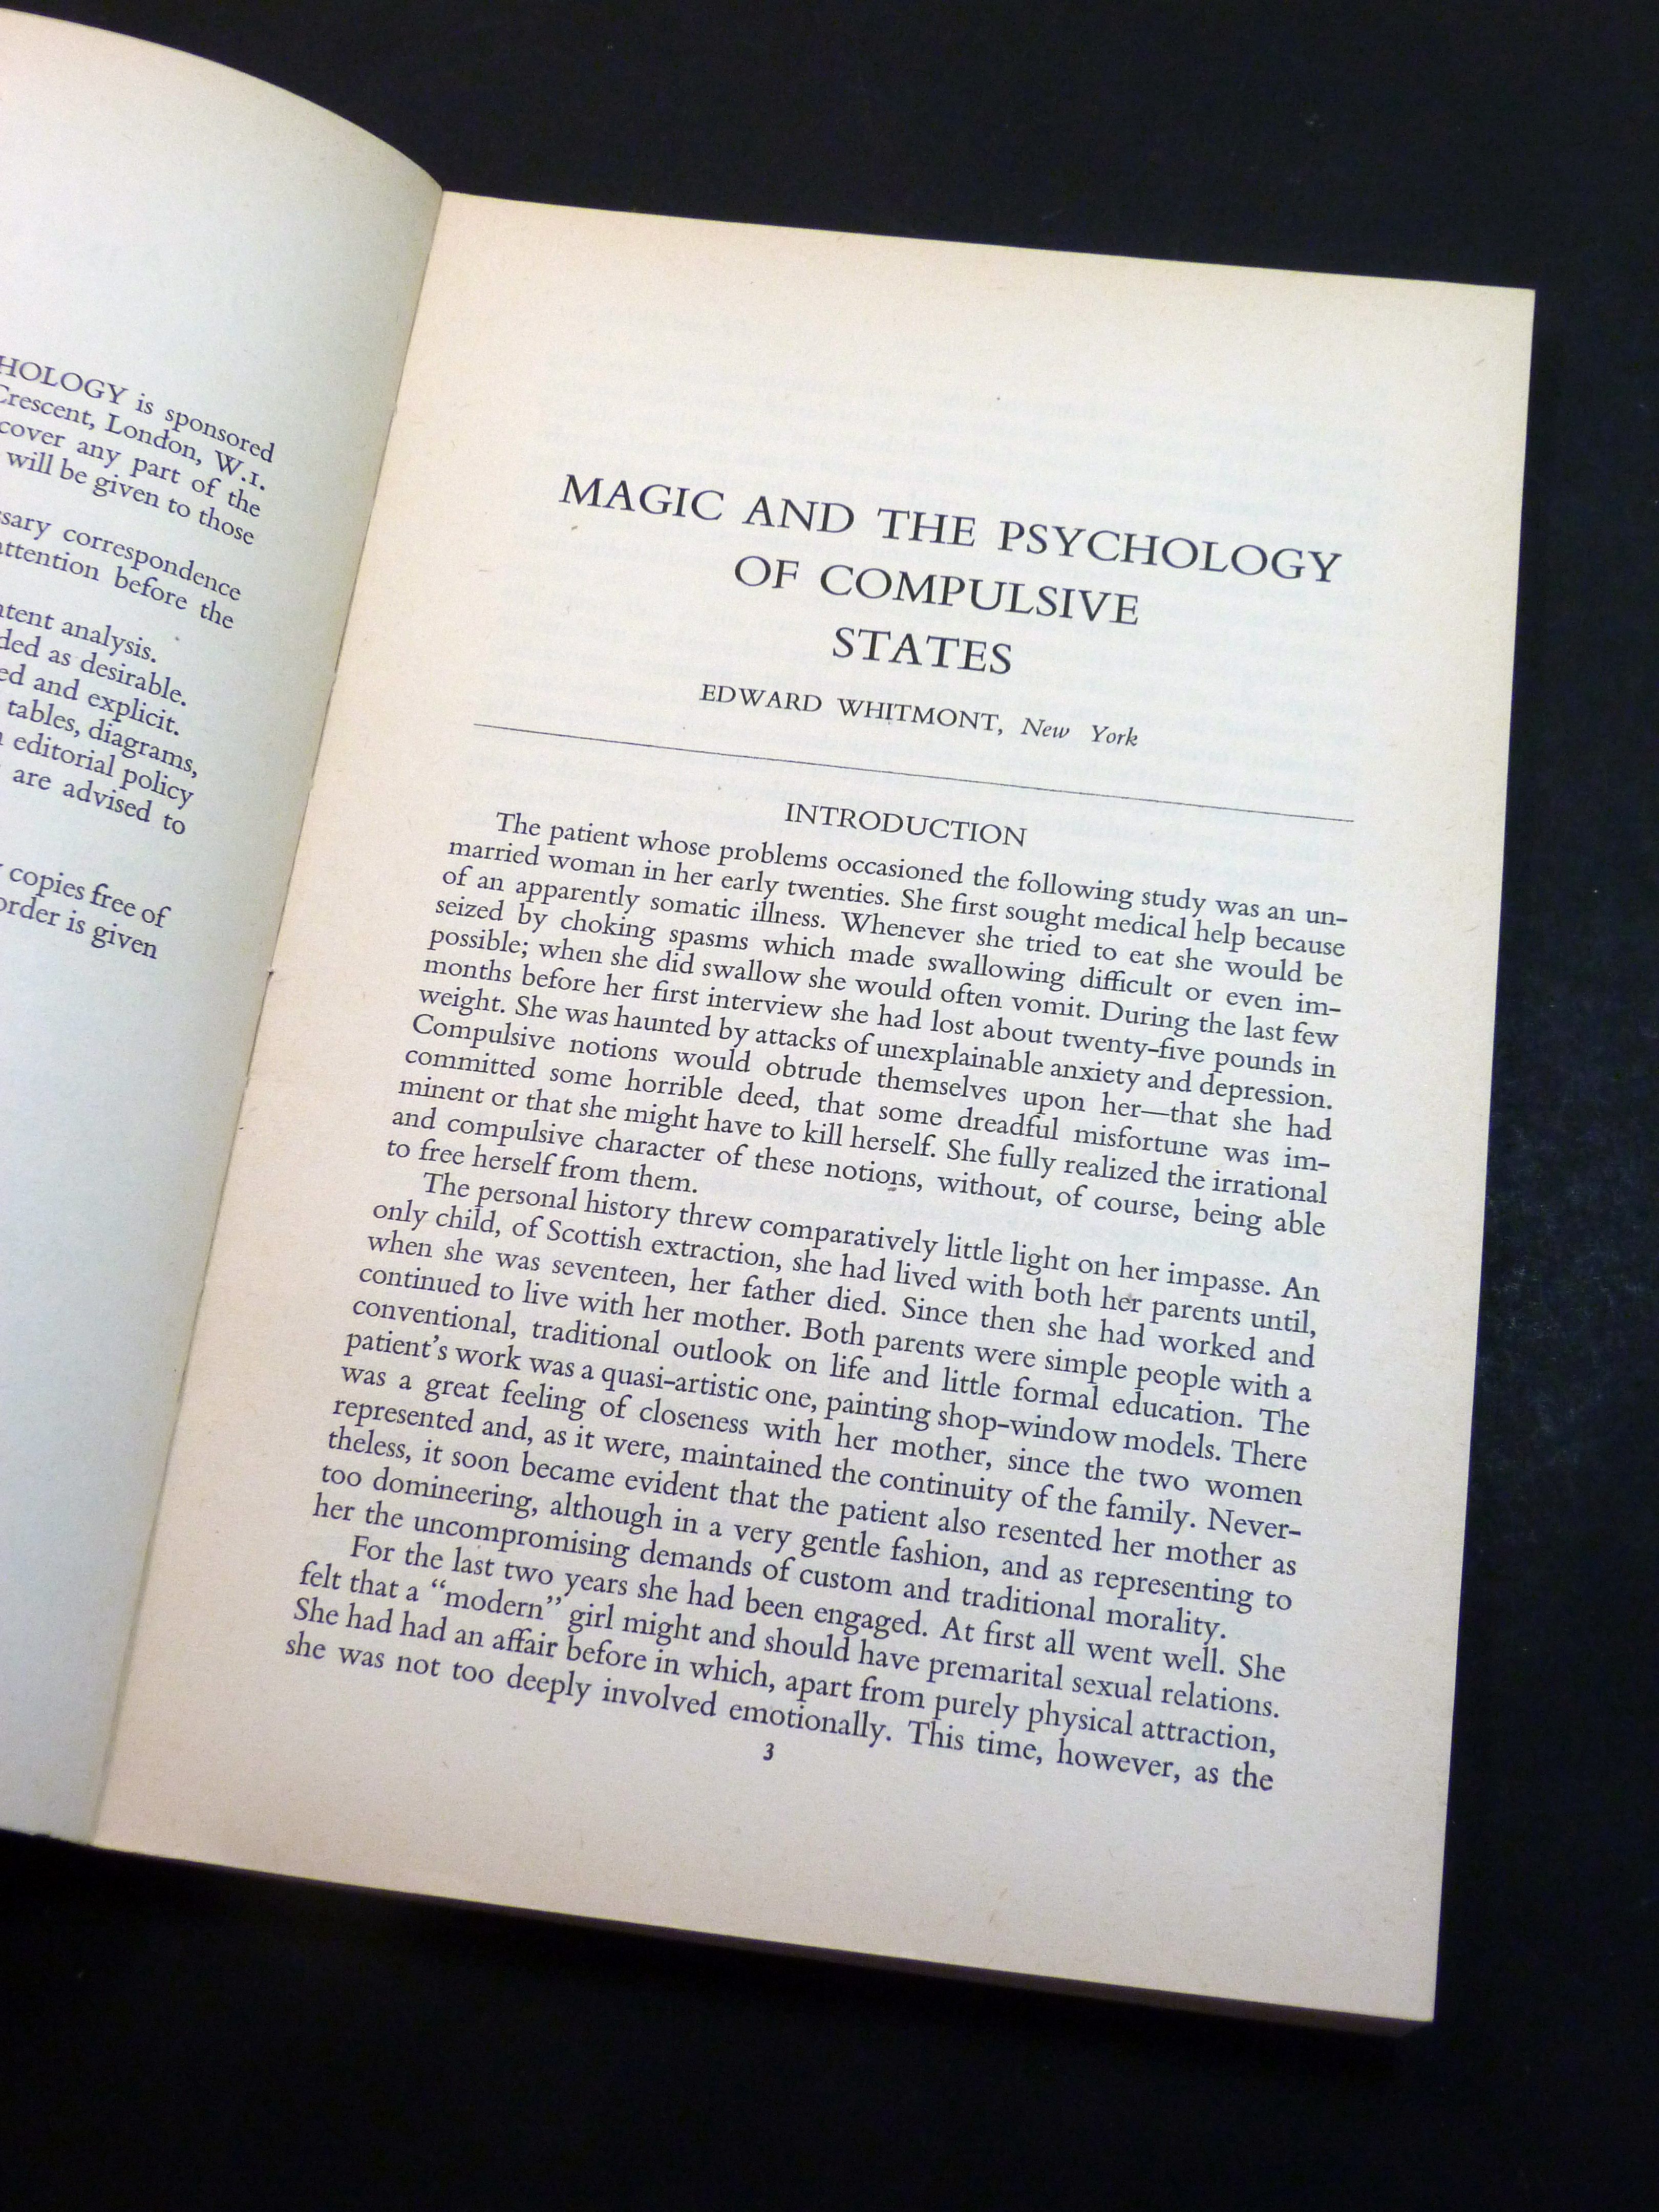 HOLOGY is sponsored
Crescent, London, W.1.
cover any part of the
will be given to those
correspondence
attention before the
analysis.
as desirable.
and explicit.
tables, diagrams,
editorial policy
are advised to
copies free of
order is given
MAGIC AND THE PSYCHOLOGY
OF COMPULSIVE
STATES
EDWARD WHITMONT, New York
INTRODUCTION
The patient whose problems occasioned the following study was an un-
married woman in her early twenties. She first sought medical help because
of an apparently somatic illness. Whenever she tried to eat she would be
seized by choking spasms which made swallowing difficult or even im-
possible; when she did swallow she would often vomit. During the last few
months before her first interview she had lost about twenty-five pounds in
weight. She was haunted by attacks of unexplainable anxiety and depression.
Compulsive notions would obtrude themselves upon her—that she had
committed some horrible deed, that some dreadful misfortune was im-
minent or that she might have to kill herself. She fully realized the irrational
and compulsive character of these notions, without, of course, being able
to free herself from them.
The personal history threw comparatively little light on her impasse. An
only child, of Scottish extraction, she had lived with both her parents until,
when she was seventeen, her father died. Since then she had worked and
continued to live with her mother. Both parents were simple people with a
conventional, traditional outlook on life and little formal education. The
patient's work was a quasi-artistic one, painting shop-window models. There
was a great feeling of closeness with her mother, since the two women
represented and, as it were, maintained the continuity of the family. Never-
theless, it soon became evident that the patient also resented her mother as
too domineering, although in a very gentle fashion, and as representing to
her the uncompromising demands of custom and traditional morality.
For the last two years she had been engaged. At first all went well. She
felt that a "modern" girl might and should have premarital sexual relations.
She had had an affair before in which, apart from purely physical attraction,
she was not too deeply involved emotionally. This time, however, as the
3